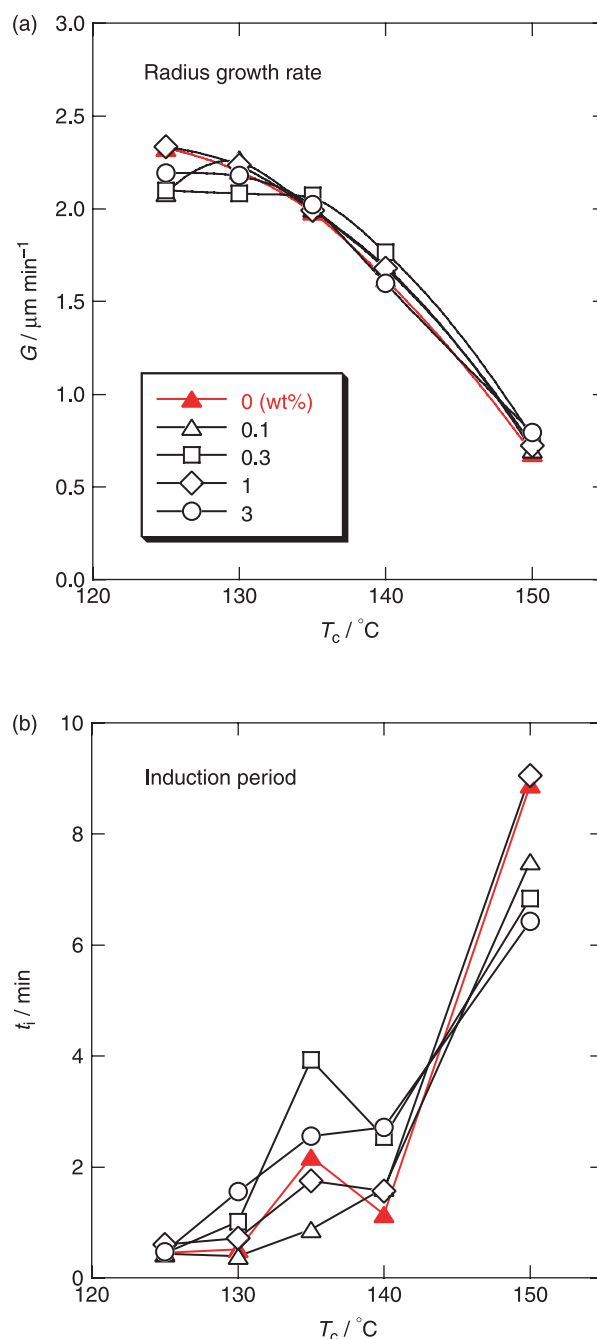 (a)
3.0
Radius growth rate
2.5
2.0
1.5
1.0
0.5
0.0
G / μm min⁻¹
0 (wt%)
0.1
0.3
1
3
120 130 140 150
T_c / °C
(b)
10
Induction period
8
6
4
2
0
t_i / min
120 130 140 150
T_c / °C